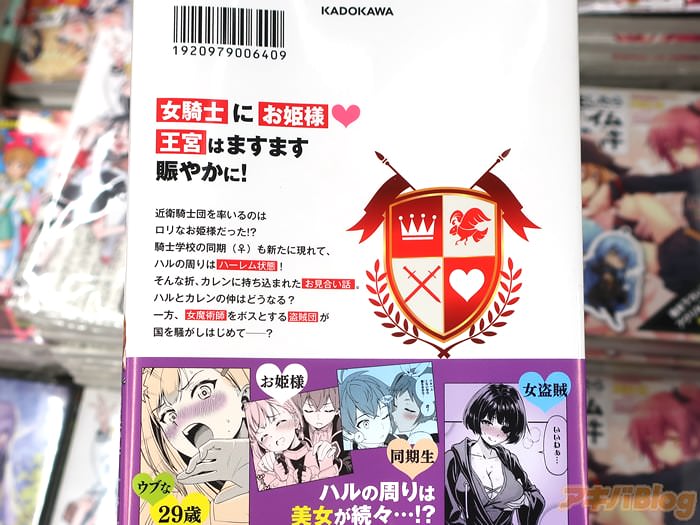 KADOKAWA
1920979006409
女騎士にお姫様
王宮はますます
賑やかに!
近衛騎士団を率いるのは
ロリなお姫様だった!?
騎士学校の同期(♀)も新たに現れて、
ハルの周りはハーレム状態!
そんな折、カレンに持ち込まれたお見合い話。
ハルとカレンの仲はどうなる?
一方、女魔術師をボスとする盗賊団が
国を騒がしはじめて——?
お姫様
女盗賊
いいわぁ…
同期生
ウブな
29歳
ハルの周りは
美女が続々…!?
アキバBlog